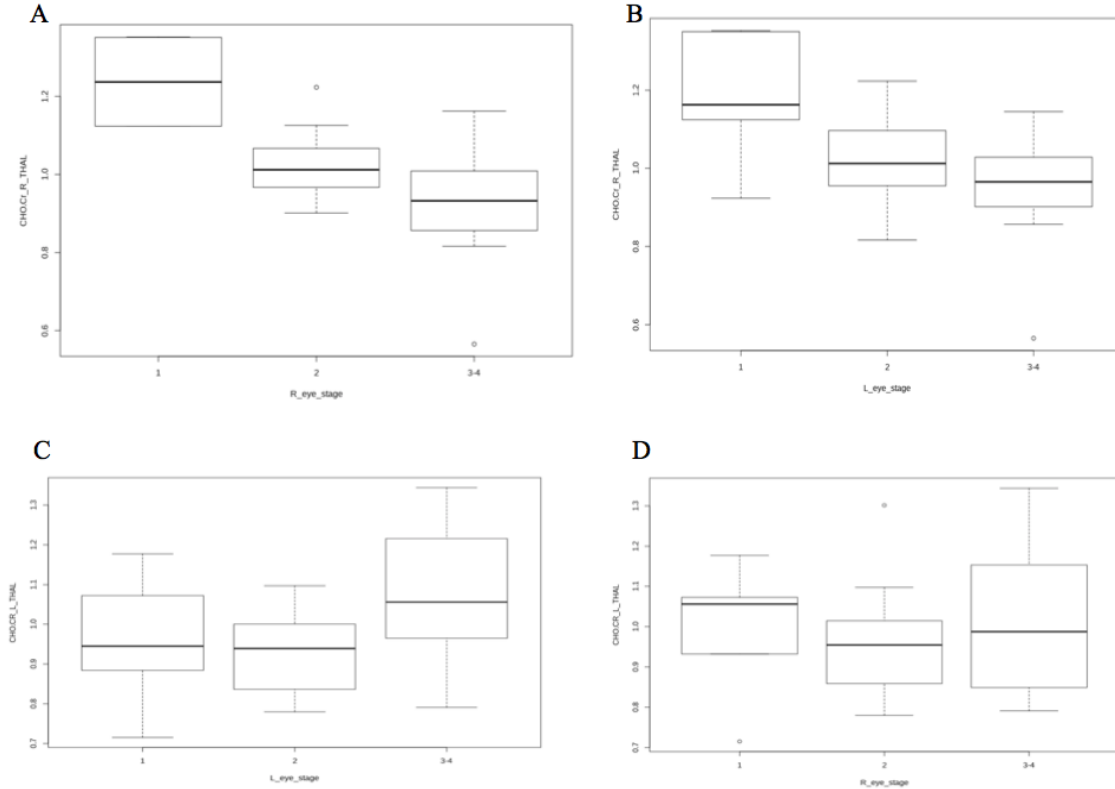 A
CHO.Cr_R_THAL
1.2
1.0
0.8
0.6
1 2 3-4
R_eye_stage
B
CHO.Cr_R_THAL
1.2
1.0
0.8
0.6
1 2 3-4
L_eye_stage
C
CHO.CR_L_THAL
1.3
1.2
1.1
1.0
0.9
0.8
0.7
1 2 3-4
L_eye_stage
D
CHO.CR_L_THAL
1.3
1.2
1.1
1.0
0.9
0.8
0.7
1 2 3-4
R_eye_stage